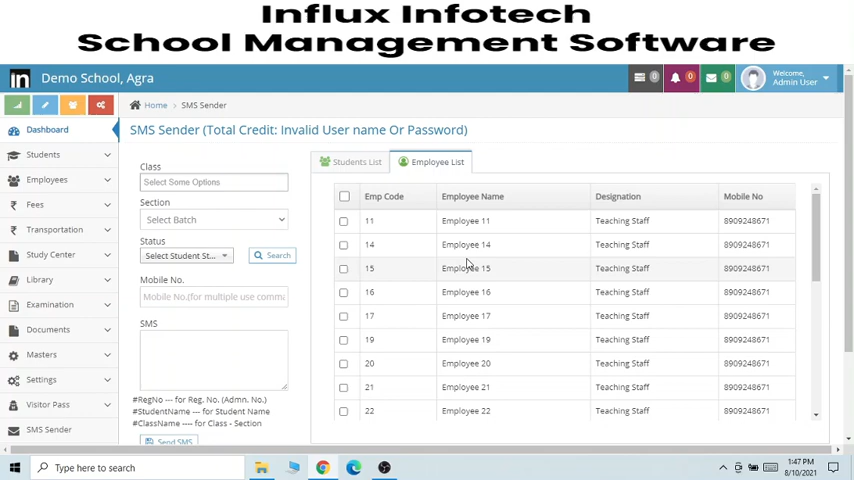 Influx Infotech
School Management Software
in Demo School, Agra
0 0 0 Welcome, Admin User
Home > SMS Sender
SMS Sender (Total Credit: Invalid User name Or Password)
Dashboard
Students
Employees
Fees
Transportation
Study Center
Library
Examination
Documents
Masters
Settings
Visitor Pass
SMS Sender
Class
Select Some Options
Section
Select Batch
Status
Select Student St... Search
Mobile No.
Mobile No.(for multiple use comma
SMS
#RegNo --- for Reg. No. (Admn. No.)
#StudentName --- for Student Name
#ClassName ---- for Class - Section
Send SMS
Students List Employee List
Emp Code Employee Name Designation Mobile No
11 Employee 11 Teaching Staff 8909248671
14 Employee 14 Teaching Staff 8909248671
15 Employee 15 Teaching Staff 8909248671
16 Employee 16 Teaching Staff 8909248671
17 Employee 17 Teaching Staff 8909248671
19 Employee 19 Teaching Staff 8909248671
20 Employee 20 Teaching Staff 8909248671
21 Employee 21 Teaching Staff 8909248671
22 Employee 22 Teaching Staff 8909248671
Type here to search
1:47 PM
8/10/2021